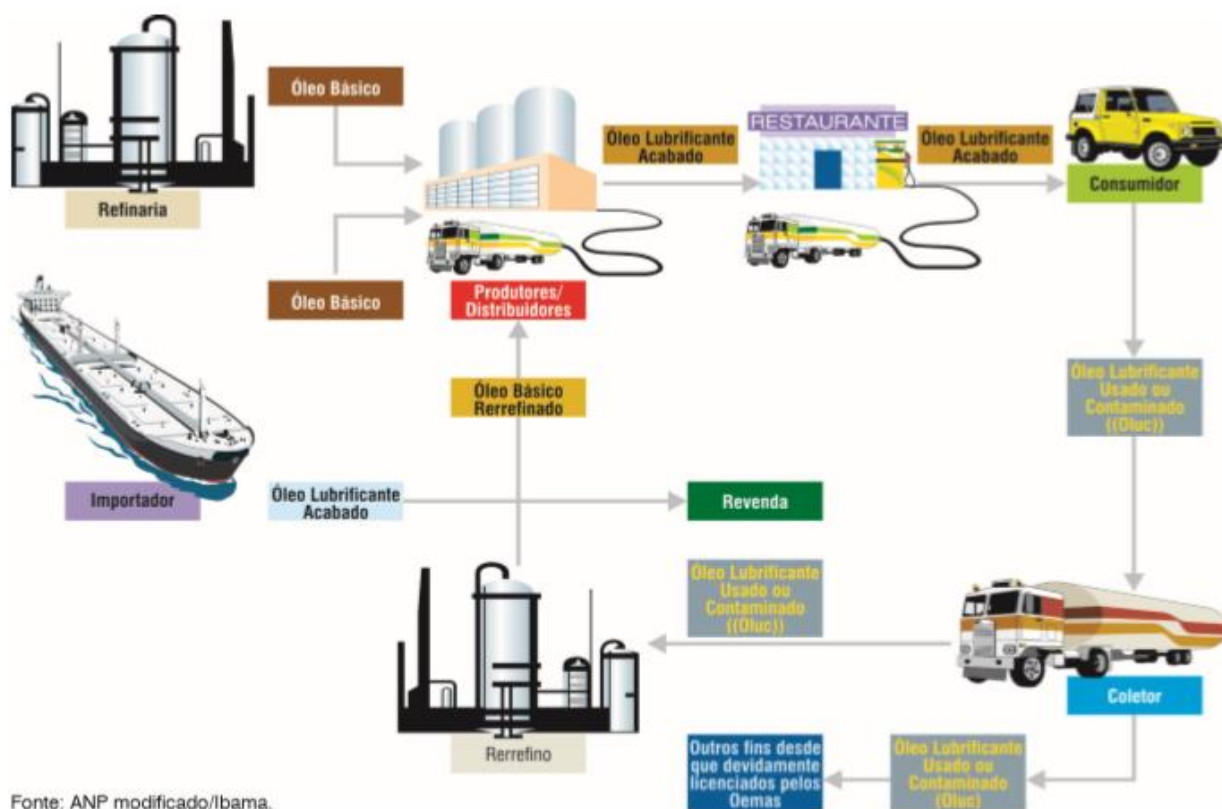 Óleo Básico
Refinaria
Óleo Básico
Produtores/
Distribuidores
Óleo Lubrificante
Acabado
RESTAURANTE
Óleo Lubrificante
Acabado
Consumidor
Óleo Lubrificante
Usado ou
Contaminado
((Oluc))
Óleo Básico
Rerrefinado
Importador
Óleo Lubrificante
Acabado
Revenda
Óleo Lubrificante
Usado ou
Contaminado
((Oluc))
Coletor
Rerrefino
Outros fins desde
que devidamente
licenciados pelos
Oemas
Óleo Lubrificante
Usado ou
Contaminado
(Oluc)
Fonte: ANP modificado/Ibama.